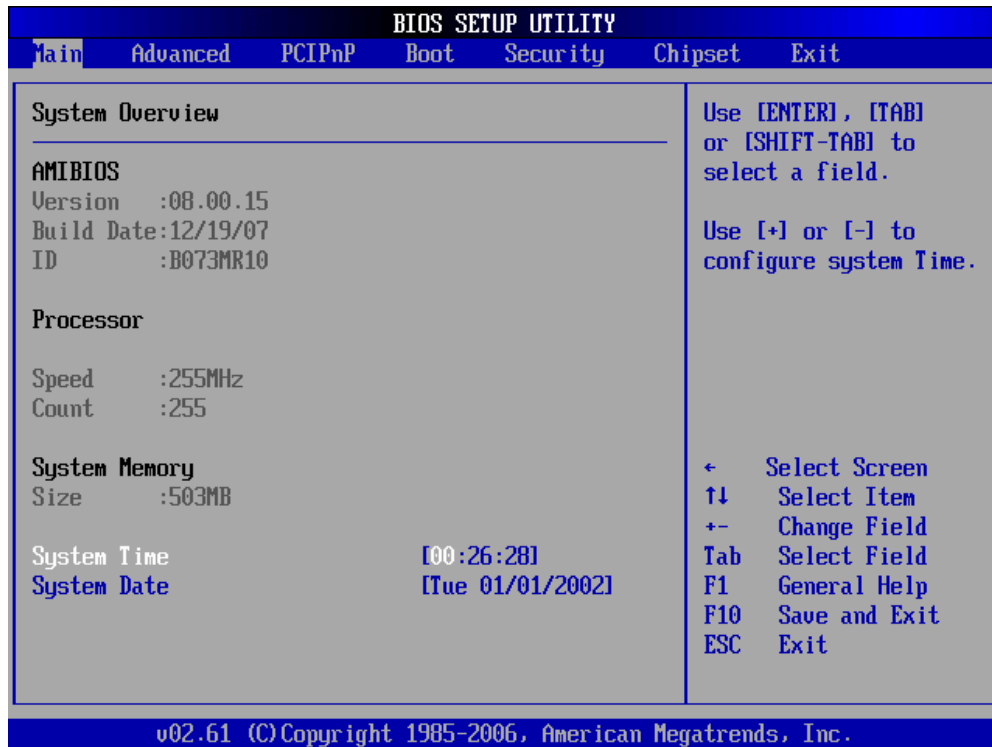 BIOS SETUP UTILITY
Main Advanced PCIPnP Boot Security Chipset Exit
System Overview
AMIBIOS
Version :08.00.15
Build Date:12/19/07
ID :B073MR10
Processor
Speed :255MHz
Count :255
System Memory
Size :503MB
System Time [00:26:28]
System Date [Tue 01/01/2002]
Use [ENTER], [TAB]
or [SHIFT-TAB] to
select a field.
Use [+] or [-] to
configure system Time.
← Select Screen
↑↓ Select Item
+- Change Field
Tab Select Field
F1 General Help
F10 Save and Exit
ESC Exit
v02.61 (C)Copyright 1985-2006, American Megatrends, Inc.